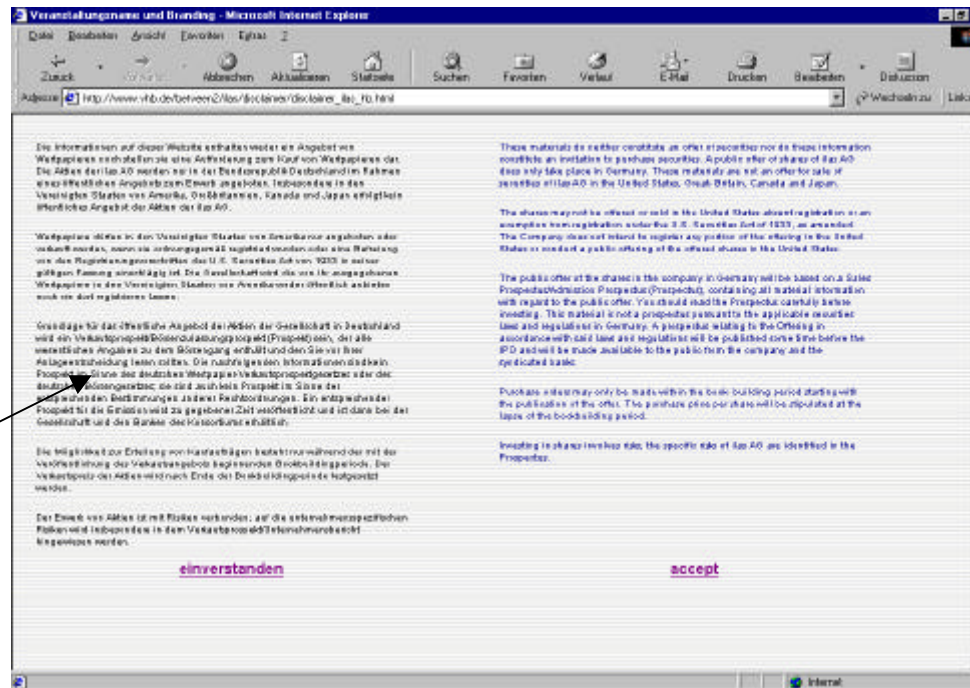 Veranstaltungsname und Branding - Microsoft Internet Explorer
Datei Bearbeiten Ansicht Favoriten Extras ?
Zurück Abbrechen Aktualisieren Startseite Suchen Favoriten Verlauf E-Mail Drucken Bearbeiten Diskussion
Adresse Wechseln zu Links
Die Informationen auf dieser Website enthalten weder ein Angebot von
Wertpapieren noch stellen sie eine Aufforderung zum Kauf von Wertpapieren dar.
Die Aktien der AG werden nur in der Bundesrepublik Deutschland im Rahmen
eines öffentlichen Angebots zum Erwerb angeboten. Insbesondere in den
Vereinigten Staaten von Amerika, Großbritannien, Kanada und Japan erfolgt kein
öffentliches Angebot der Aktien der AG.
Wertpapiere dürfen in den Vereinigten Staaten von Amerika nur angeboten oder
verkauft werden, wenn sie ordnungsgemäß registriert worden oder eine Befreiung
von den Registrierungsvorschriften des U.S. Securities Act von 1933 in seiner
gültigen Fassung einschlägig ist. Die Gesellschaft wird die von ihr ausgegebenen
Wertpapiere in den Vereinigten Staaten von Amerika weder öffentlich anbieten
noch sie dort registrieren lassen.
Grundlage für das öffentliche Angebot der Aktien der Gesellschaft in Deutschland
wird ein Verkaufsprospekt/Börsenzulassungsprospekt (Prospekt) sein, der alle
wesentlichen Angaben zu dem Börsengang enthält und den Sie vor Ihrer
Anlageentscheidung lesen sollten. Die nachfolgenden Informationen sind kein
Prospekt im Sinne des deutschen Wertpapier-Verkaufsprospektgesetzes oder des
deutschen Börsengesetzes; sie sind auch kein Prospekt im Sinne der
entsprechenden Bestimmungen anderer Rechtsordnungen. Ein entsprechender
Prospekt für die Emission wird zu gegebener Zeit veröffentlicht und ist dann bei der
Gesellschaft und den Banken des Konsortiums erhältlich.
Die Möglichkeit zur Erteilung von Kaufaufträgen besteht nur während der mit der
Veröffentlichung des Verkaufsangebots beginnenden Bookbuildingperiode. Der
Verkaufspreis der Aktien wird nach Ende der Bookbuildingperiode festgesetzt
werden.
Der Erwerb von Aktien ist mit Risiken verbunden; auf die unternehmensspezifischen
Risiken wird insbesondere in dem Verkaufsprospekt/Unternehmensbericht
hingewiesen werden.
einverstanden
These materials do neither constitute an offer of securities nor do these information
constitute an invitation to purchase securities. A public offer of shares of AG
does only take place in Germany. These materials are not an offer for sale of
securities of AG in the United States, Great Britain, Canada and Japan.
The shares may not be offered or sold in the United States absent registration or an
exemption from registration under the U.S. Securities Act of 1933, as amended.
The Company does not intend to register any portion of the offering in the United
States or conduct a public offering of the offered shares in the United States.
The public offer of the shares in the company in Germany will be based on a Sales
Prospectus/Admission Prospectus (Prospectus), containing all material information
with regard to the public offer. You should read the Prospectus carefully before
investing. This material is not a prospectus pursuant to the applicable securities
laws and regulations in Germany. A prospectus relating to the Offering in
accordance with said laws and regulations will be published some time before the
IPO and will be made available to the public from the company and the
syndicated banks.
Purchase orders may only be made within the book building period starting with
the publication of the offer. The purchase price per share will be stipulated at the
lapse of the bookbuilding period.
Investing in shares involves risks; the specific risks of AG are identified in the
Prospectus.
accept
Internet